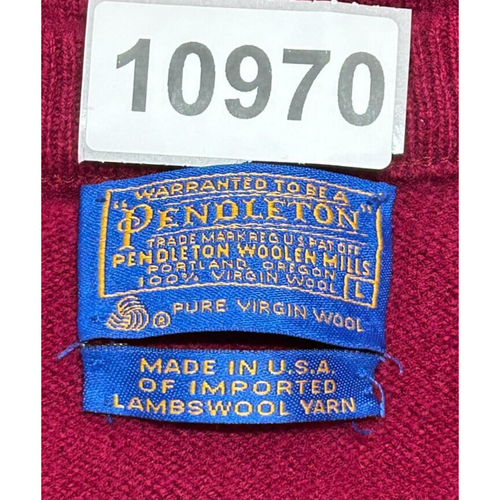 10970
WARRANTED TO BE A
"PENDLETON"
TRADE MARK REG US PAT OFF
PENDLETON WOOLEN MILLS
PORTLAND, OREGON
100% VIRGIN WOOL L
® PURE VIRGIN WOOL
MADE IN U.S.A.
OF IMPORTED
LAMBSWOOL YARN